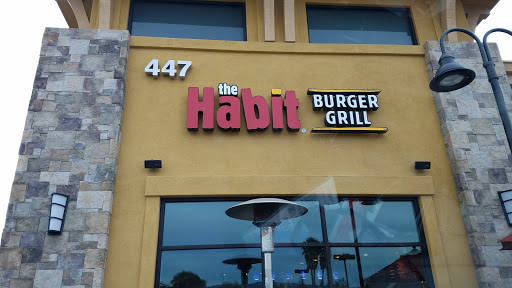 447
the
Habit
BURGER
GRILL